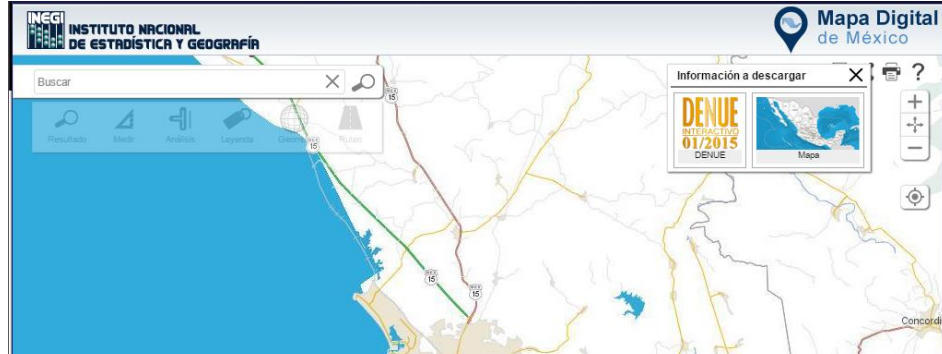 INEGI
INSTITUTO NACIONAL
DE ESTADÍSTICA Y GEOGRAFÍA
Mapa Digital
de México
Buscar
Información a descargar
?
DENUE
INTERACTIVO
01/2015
DENUE
Mapa
Resultado
Medir
Análisis
Leyenda
Rutas
15
15
15
15
Concordi